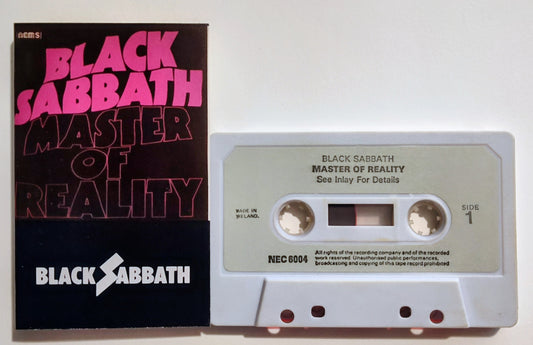 nems
BLACK
SABBATH
MASTER
OF
REALITY
BLACK SABBATH
BLACK SABBATH
MASTER OF REALITY
See Inlay For Details
MADE IN
IRELAND.
SIDE
1
NEC 6004
All rights of the recording company and of the recorded
work reserved. Unauthorised public performances,
broadcasting and copying of this tape record prohibited